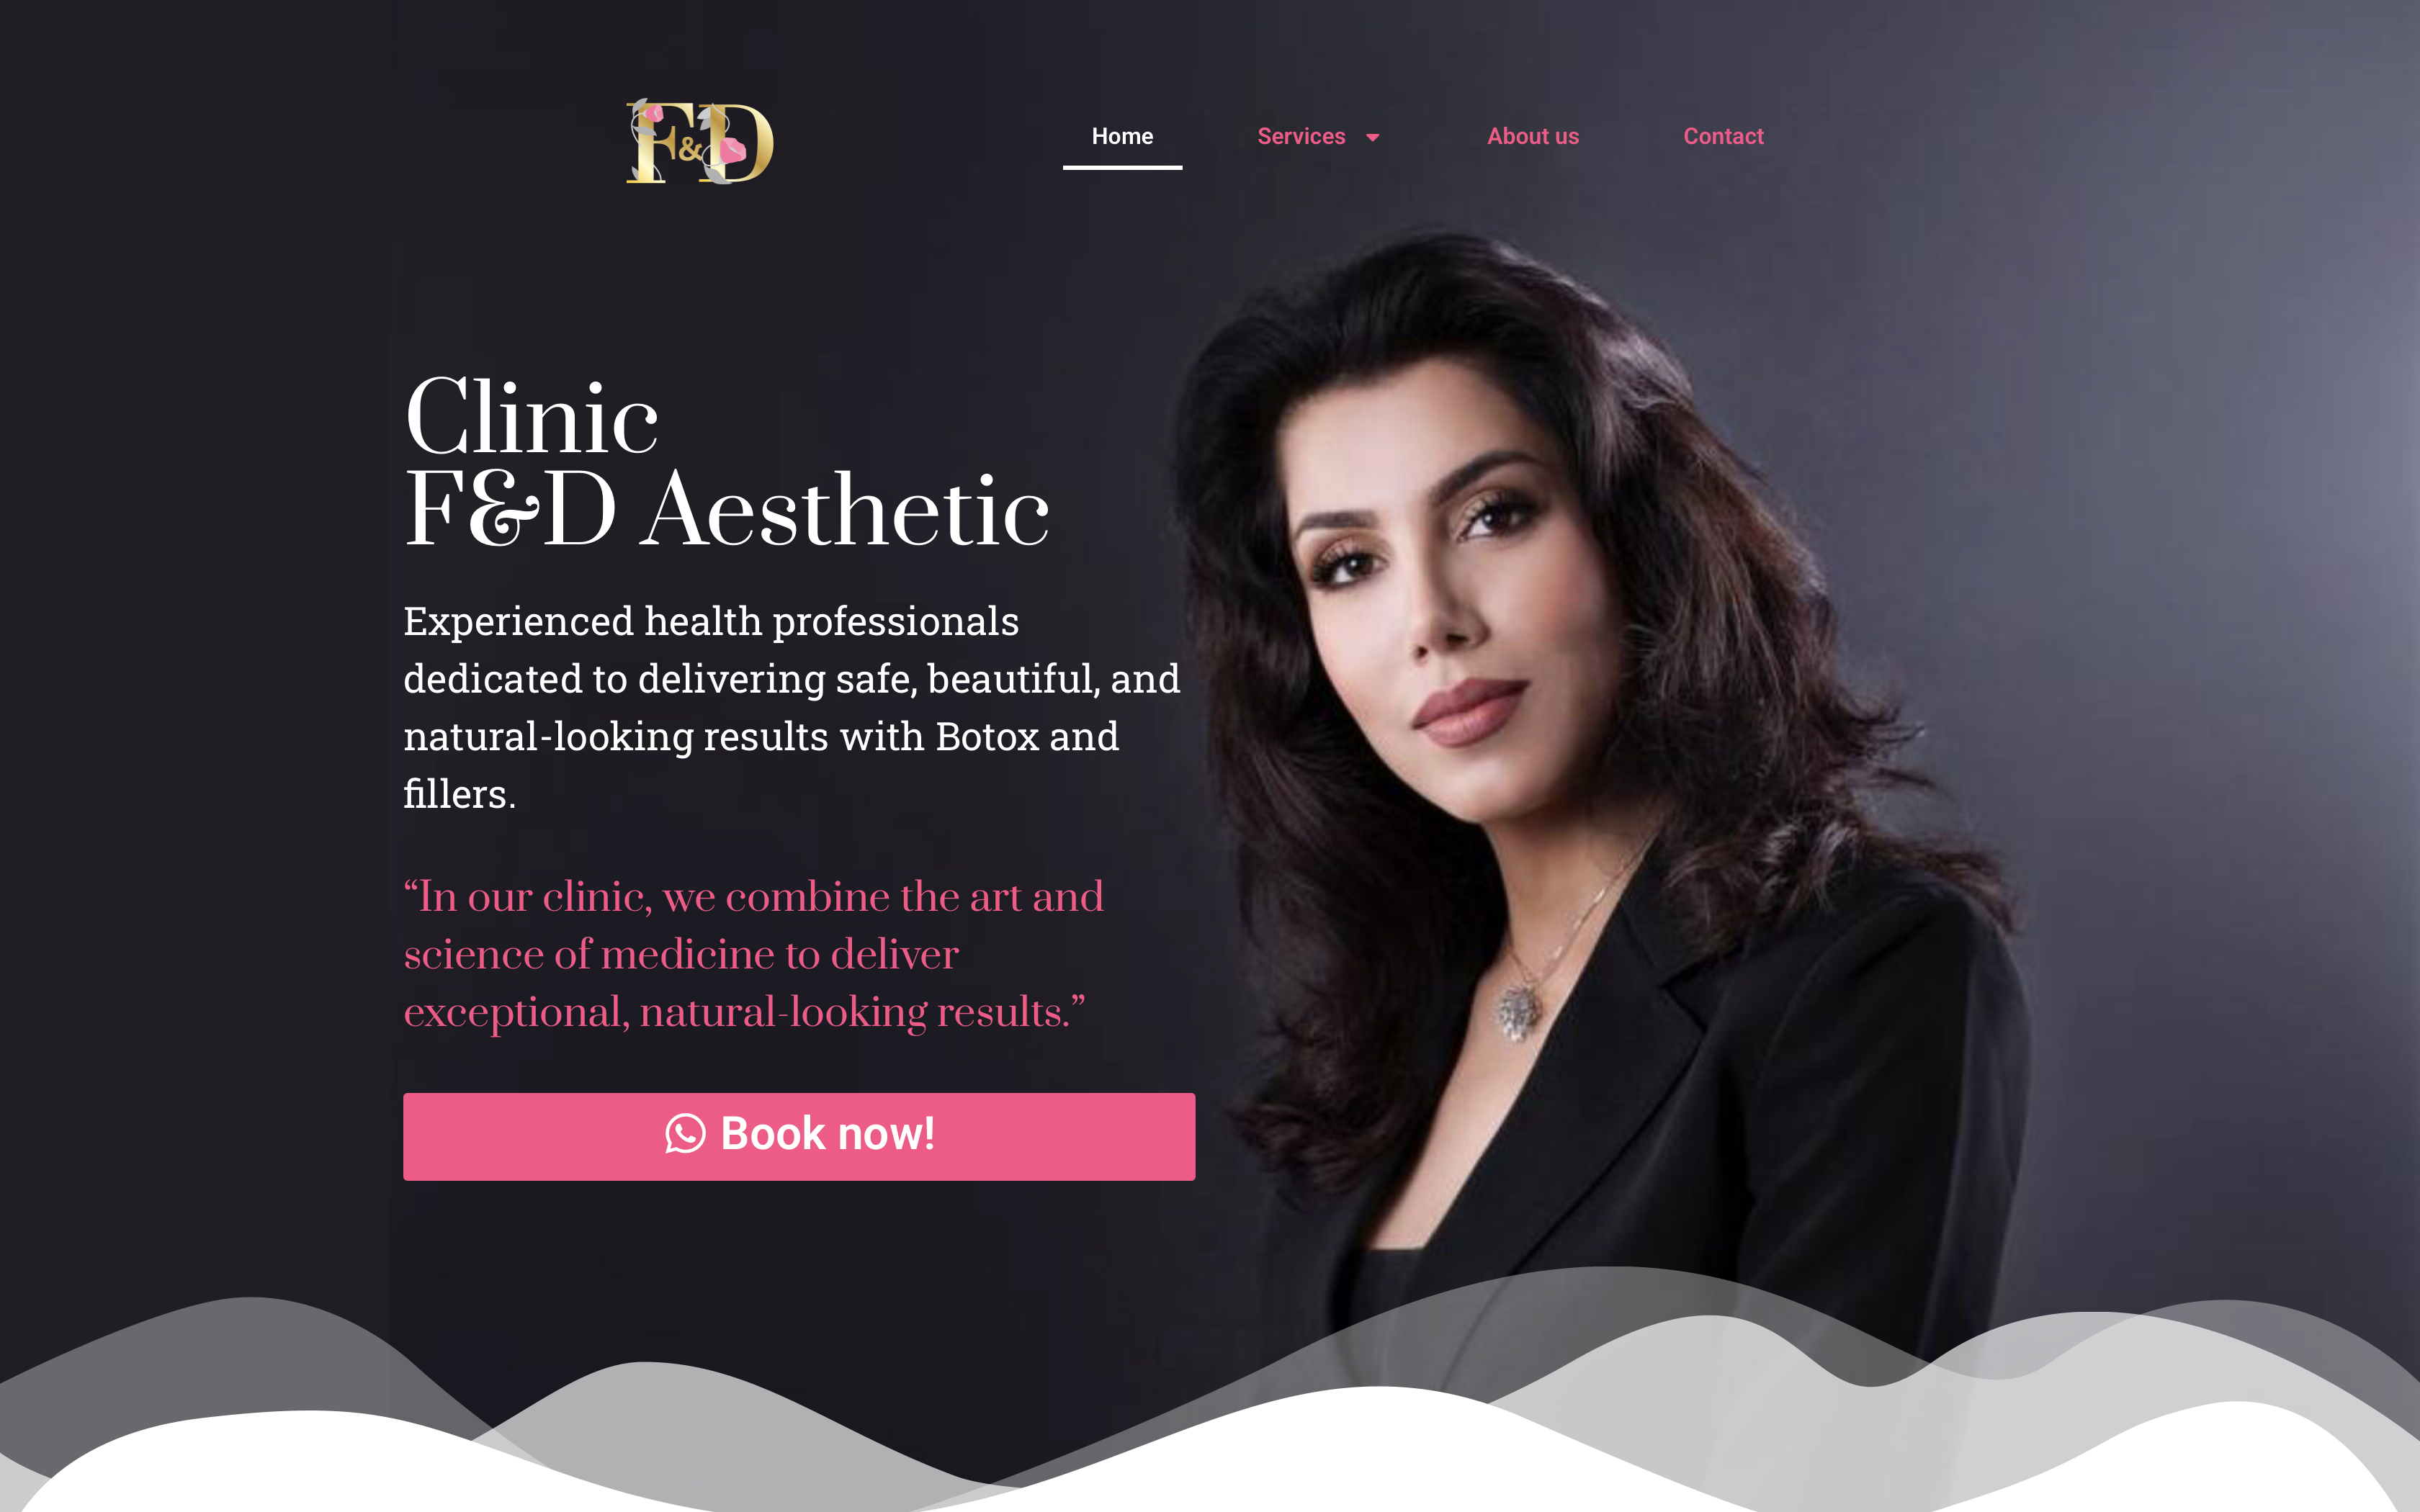 F&D
Home
Services
About us
Contact
Clinic
F&D Aesthetic
Experienced health professionals
dedicated to delivering safe, beautiful, and
natural-looking results with Botox and
fillers.
“In our clinic, we combine the art and
science of medicine to deliver
exceptional, natural-looking results.”
Book now!